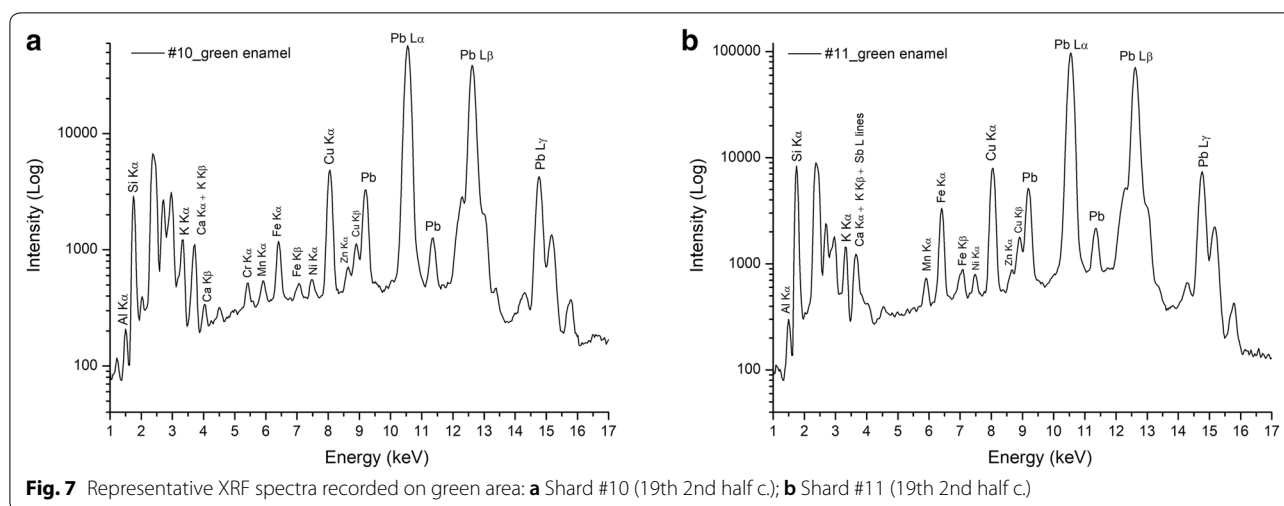 a
#10_green enamel
Intensity (Log)
10000
1000
100
Al Kα
Si Kα
K Kα
Ca Kα + K Kβ
Ca Kβ
Cr Kα
Mn Kα
Fe Kα
Fe Kβ
Ni Kα
Cu Kα
Zn Kα
Cu Kβ
Pb
Pb Lα
Pb
Pb Lβ
Pb Lγ
1 2 3 4 5 6 7 8 9 10 11 12 13 14 15 16 17
Energy (keV)
b
#11_green enamel
Intensity (Log)
100000
10000
1000
100
Al Kα
Si Kα
K Kα
Ca Kα + K Kβ + Sb L lines
Mn Kα
Fe Kα
Fe Kβ
Ni Kα
Cu Kα
Zn Kα
Cu Kβ
Pb
Pb Lα
Pb
Pb Lβ
Pb Lγ
1 2 3 4 5 6 7 8 9 10 11 12 13 14 15 16 17
Energy (keV)
Fig. 7 Representative XRF spectra recorded on green area: a Shard #10 (19th 2nd half c.); b Shard #11 (19th 2nd half c.)